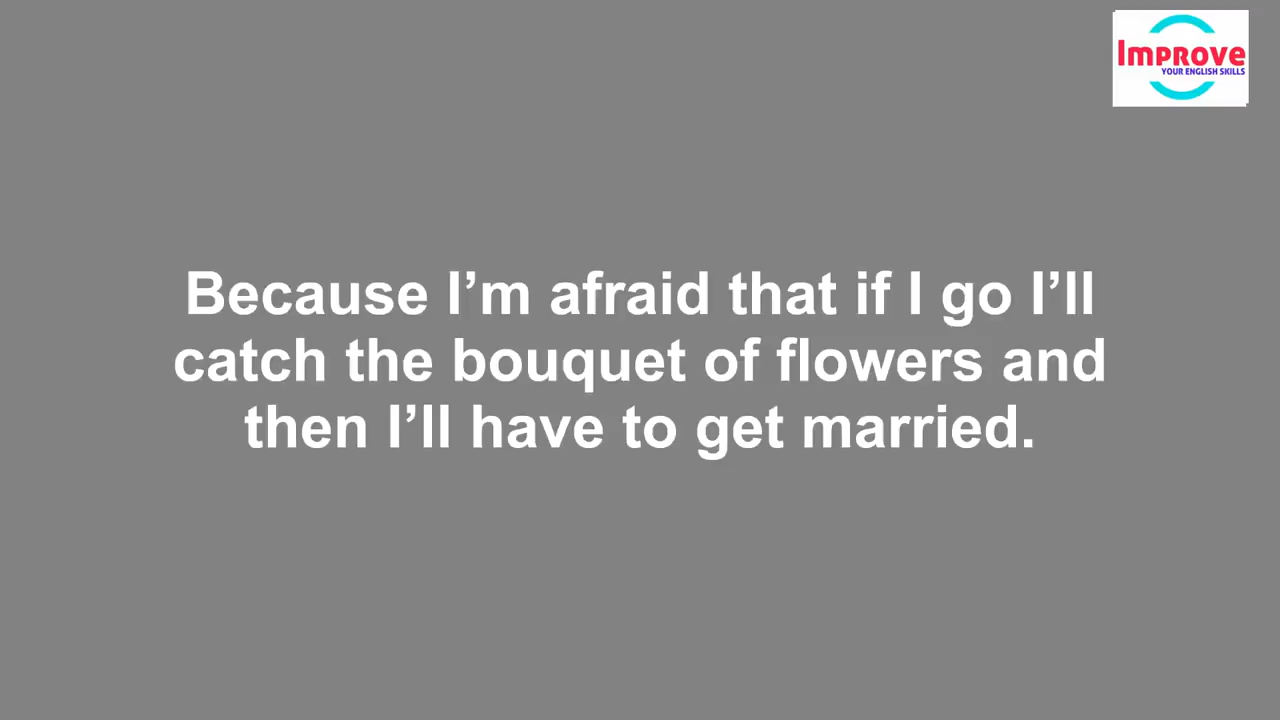 Improve
YOUR ENGLISH SKILLS
Because I’m afraid that if I go I’ll
catch the bouquet of flowers and
then I’ll have to get married.